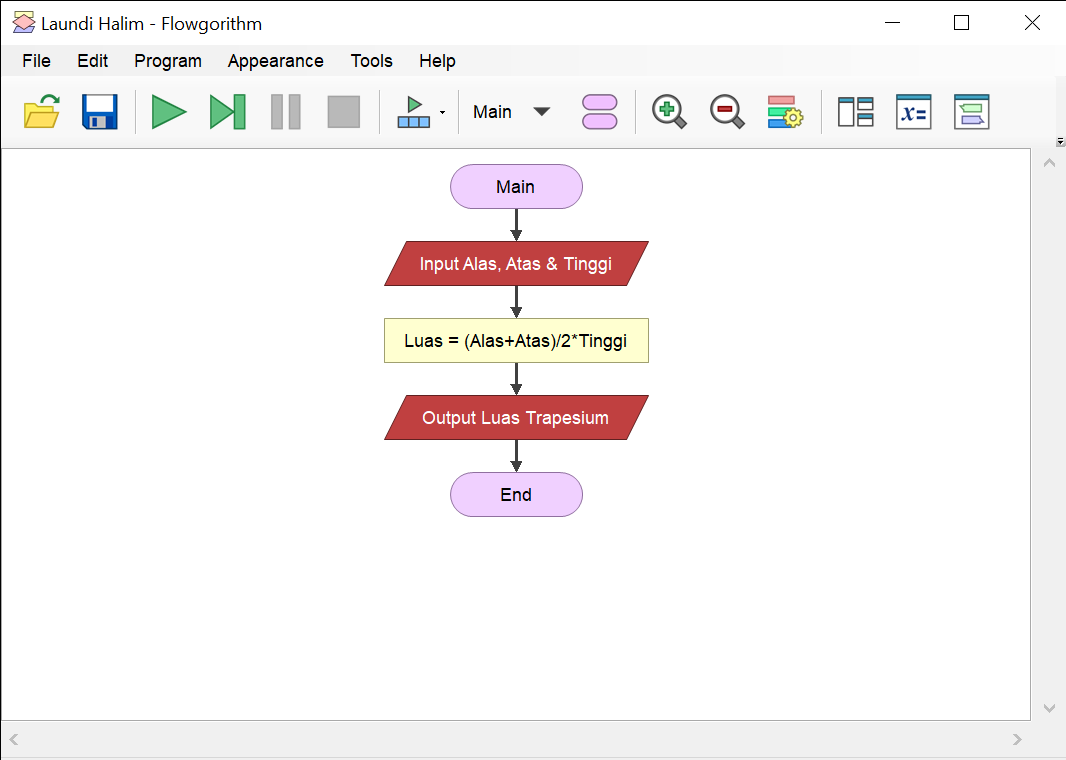 Laundi Halim - Flowgorithm
File Edit Program Appearance Tools Help
Main
x=
Main
Input Alas, Atas & Tinggi
Luas = (Alas+Atas)/2*Tinggi
Output Luas Trapesium
End